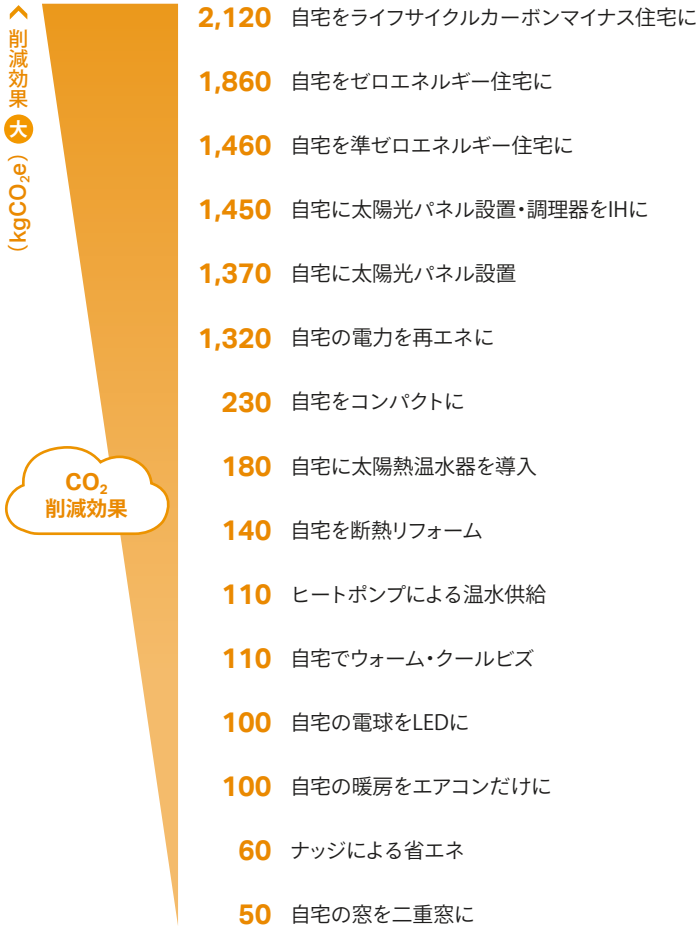 削減効果 大 (kgCO₂e)
2,120 自宅をライフサイクルカーボンマイナス住宅に
1,860 自宅をゼロエネルギー住宅に
1,460 自宅を準ゼロエネルギー住宅に
1,450 自宅に太陽光パネル設置・調理器をIHに
1,370 自宅に太陽光パネル設置
1,320 自宅の電力を再エネに
230 自宅をコンパクトに
CO₂
削減効果
180 自宅に太陽熱温水器を導入
140 自宅を断熱リフォーム
110 ヒートポンプによる温水供給
110 自宅でウォーム・クールビズ
100 自宅の電球をLEDに
100 自宅の暖房をエアコンだけに
60 ナッジによる省エネ
50 自宅の窓を二重窓に